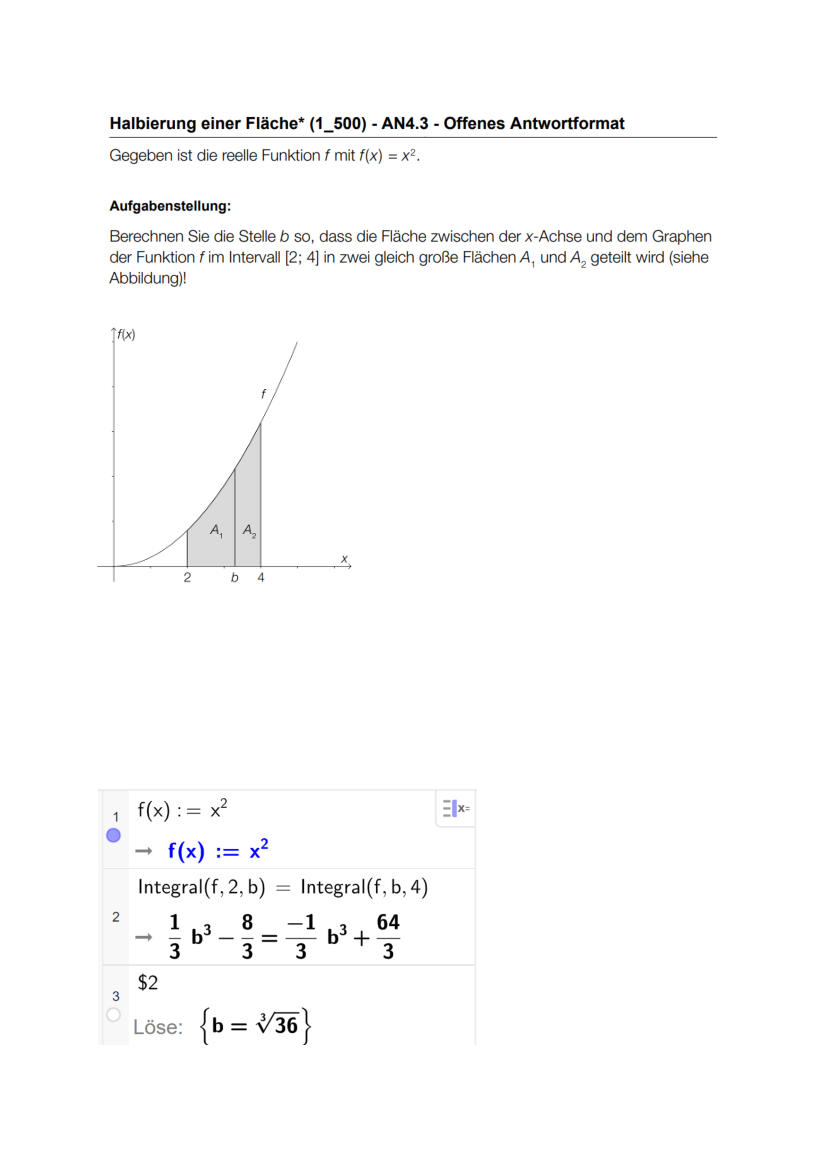 Halbierung einer Fläche* (1_500) - AN4.3 - Offenes Antwortformat
Gegeben ist die reelle Funktion f mit f(x) = x².
Aufgabenstellung:
Berechnen Sie die Stelle b so, dass die Fläche zwischen der x-Achse und dem Graphen
der Funktion f im Intervall [2; 4] in zwei gleich große Flächen A₁ und A₂ geteilt wird (siehe
Abbildung)!
f(x)
f
A₁ A₂
x
2 b 4
1 f(x) := x² x=
→ f(x) := x²
Integral(f, 2, b) = Integral(f, b, 4)
2 → 1/3 b³ − 8/3 = −1/3 b³ + 64/3
$2
3
Löse: {b = ∛36}